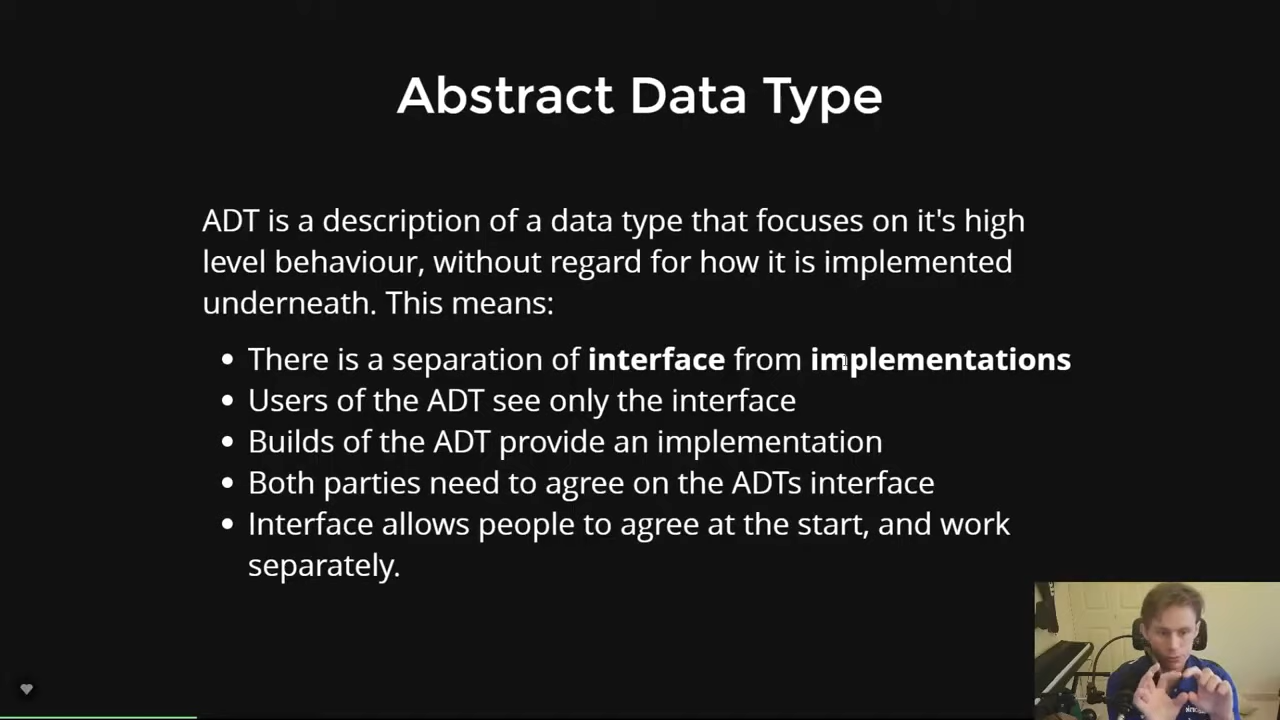 Abstract Data Type
ADT is a description of a data type that focuses on it's high
level behaviour, without regard for how it is implemented
underneath. This means:
There is a separation of interface from implementations
Users of the ADT see only the interface
Builds of the ADT provide an implementation
Both parties need to agree on the ADTs interface
Interface allows people to agree at the start, and work
separately.